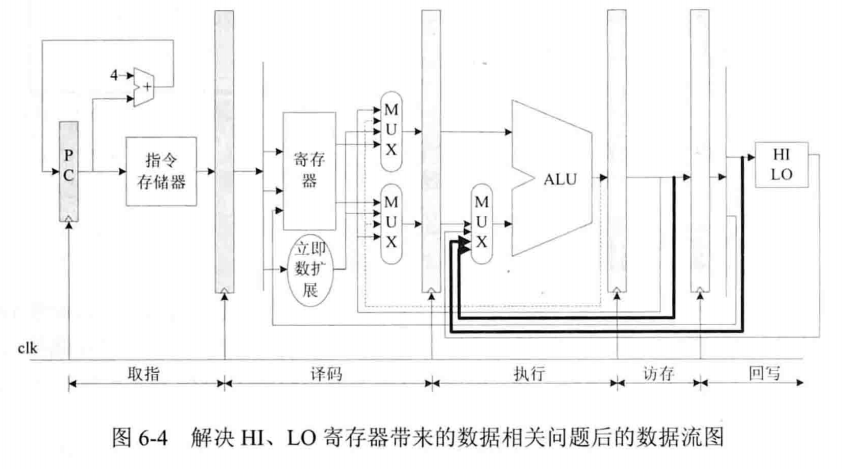 4
+
P
C
指令
存储器
寄存
器
立即
数扩
展
M
U
X
M
U
X
M
U
X
ALU
HI
LO
clk
取指
译码
执行
访存
回写
图 6-4 解决 HI、LO 寄存器带来的数据相关问题后的数据流图